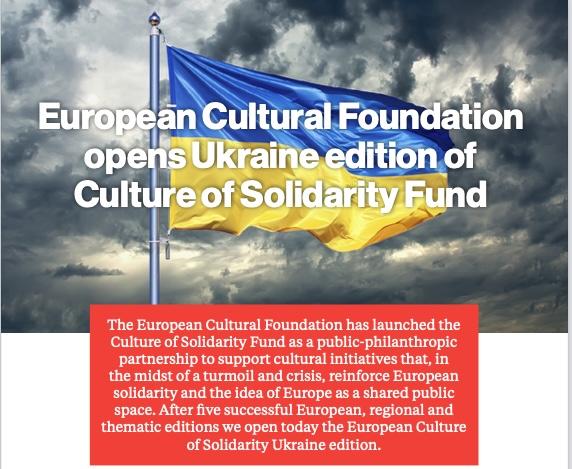 European Cultural Foundation
opens Ukraine edition of
Culture of Solidarity Fund
The European Cultural Foundation has launched the
Culture of Solidarity Fund as a public-philanthropic
partnership to support cultural initiatives that, in
the midst of a turmoil and crisis, reinforce European
solidarity and the idea of Europe as a shared public
space. After five successful European, regional and
thematic editions we open today the European Culture
of Solidarity Ukraine edition.